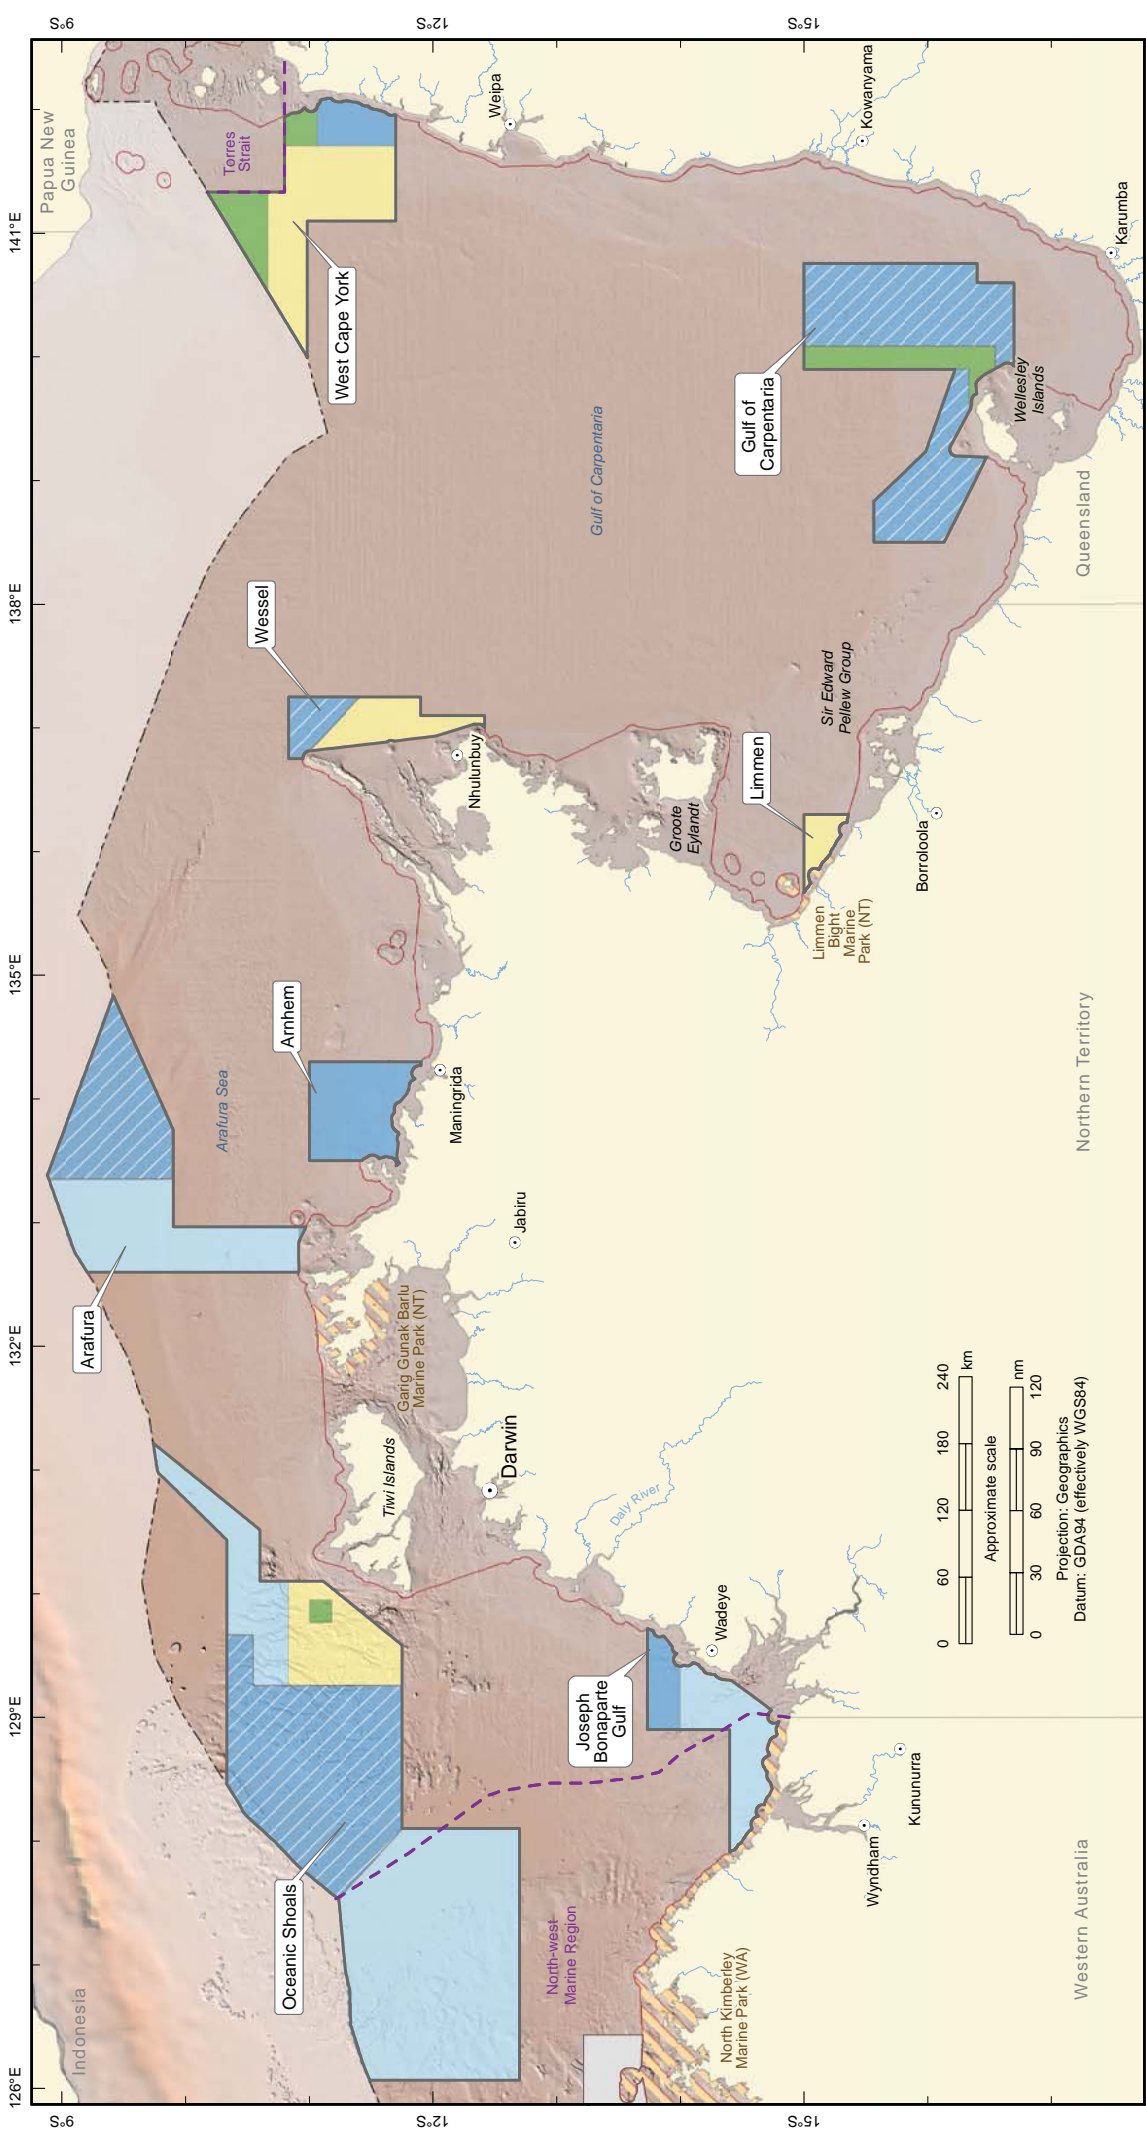 126°E
129°E
132°E
135°E
138°E
141°E
9°S
9°S
12°S
12°S
15°S
15°S
Indonesia
Papua New
Guinea
Torres
Strait
West Cape York
Weipa
Kowanyama
Karumba
Gulf of
Carpentaria
Gulf of Carpentaria
Wellesley
Islands
Queensland
Wessel
Nhulunbuy
Groote
Eylandt
Sir Edward
Pellew Group
Limmen
Limmen
Bight
Marine
Park (NT)
Borroloola
Arafura Sea
Arnhem
Maningrida
Jabiru
Northern Territory
Arafura
Garig Gunak Barlu
Marine Park (NT)
Tiwi Islands
Darwin
Daly River
Wadeye
Joseph
Bonaparte
Gulf
Oceanic Shoals
North-west
Marine Region
North Kimberley
Marine Park (WA)
Wyndham
Kununurra
Western Australia
0
60
120
180
240
km
Approximate scale
nm
0
30
60
90
120
Projection: Geographics
Datum: GDA94 (effectively WGS84)